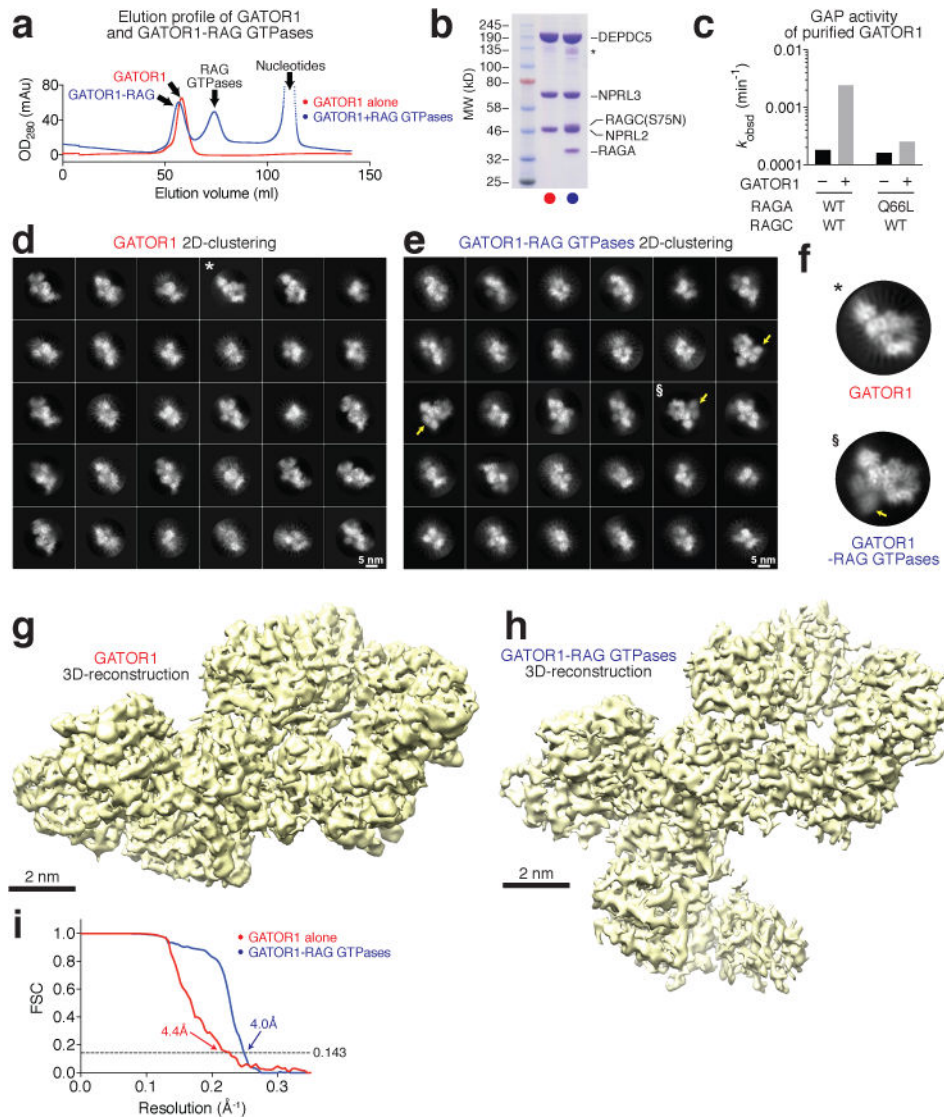 a
Elution profile of GATOR1
and GATOR1-RAG GTPases
GATOR1
GATOR1-RAG
RAG
GTPases
Nucleotides
GATOR1 alone
GATOR1+RAG GTPases
OD280 (mAu)
80
60
40
20
0
0 50 100 150
Elution volume (ml)
b
MW (kD)
245
190
135
100
80
58
46
32
25
DEPDC5
*
NPRL3
RAGC(S75N)
NPRL2
RAGA
c
GAP activity
of purified GATOR1
kobsd (min-1)
0.01
0.001
0.0001
GATOR1 − + − +
RAGA WT Q66L
RAGC WT WT
d
GATOR1 2D-clustering
*
5 nm
e
GATOR1-RAG GTPases 2D-clustering
§
5 nm
f
*
GATOR1
§
GATOR1
-RAG GTPases
g
GATOR1
3D-reconstruction
2 nm
h
GATOR1-RAG GTPases
3D-reconstruction
2 nm
i
FSC
1.0
0.8
0.6
0.4
0.2
0
GATOR1 alone
GATOR1-RAG GTPases
4.4Å
4.0Å
0.143
0.0 0.1 0.2 0.3
Resolution (Å-1)